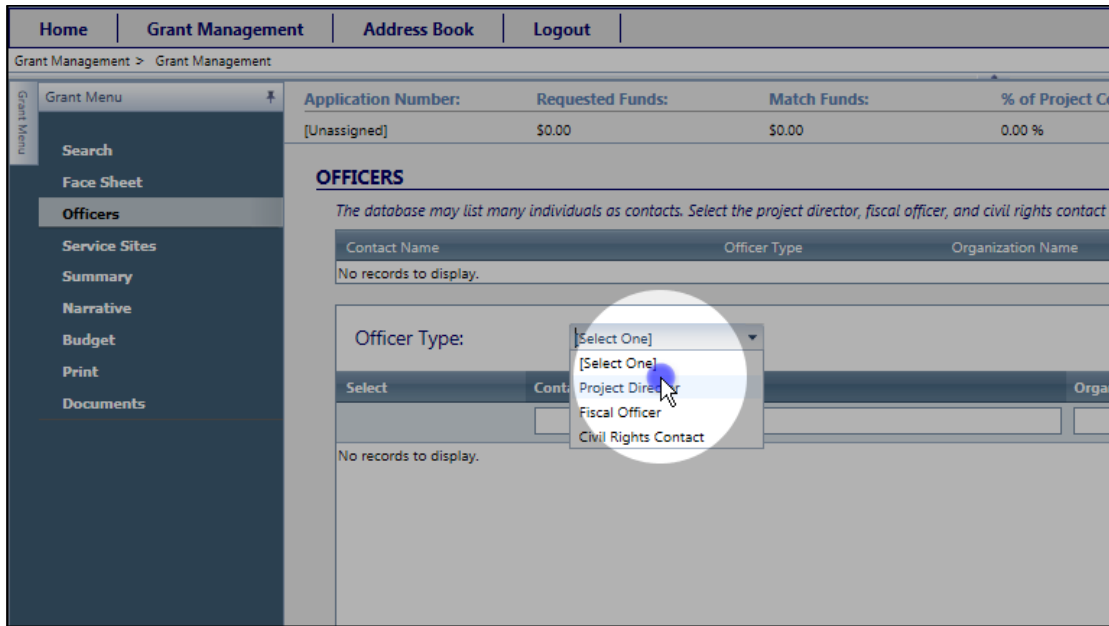 Home Grant Management Address Book Logout
Grant Management > Grant Management
Grant Menu
Grant Menu
Search
Face Sheet
Officers
Service Sites
Summary
Narrative
Budget
Print
Documents
Application Number: Requested Funds: Match Funds: % of Project
[Unassigned] $0.00 $0.00 0.00 %
OFFICERS
The database may list many individuals as contacts. Select the project director, fiscal officer, and civil rights contact
Contact Name Officer Type Organization Name
No records to display.
Officer Type: [Select One]
[Select One]
Project Director
Fiscal Officer
Civil Rights Contact
Select
No records to display.